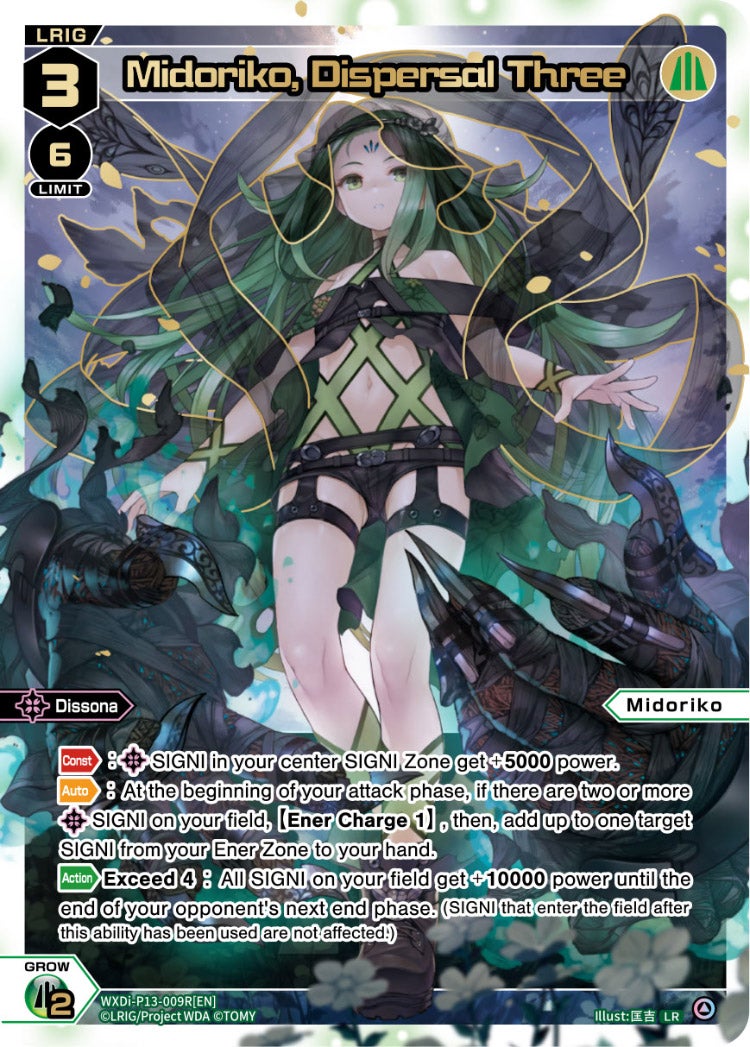 LRIG
3
Midoriko, Dispersal Three
6
LIMIT
Dissona
Midoriko
Const : SIGNI in your center SIGNI Zone get +5000 power.
Auto : At the beginning of your attack phase, if there are two or more
SIGNI on your field, 【Ener Charge 1】, then, add up to one target
SIGNI from your Ener Zone to your hand.
Action Exceed 4 : All SIGNI on your field get +10000 power until the
end of your opponent's next end phase. (SIGNI that enter the field after
this ability has been used are not affected.)
GROW
2
WXDi-P13-009R[EN]
©LRIG/Project WDA ©TOMY
Illust:匡吉 LR